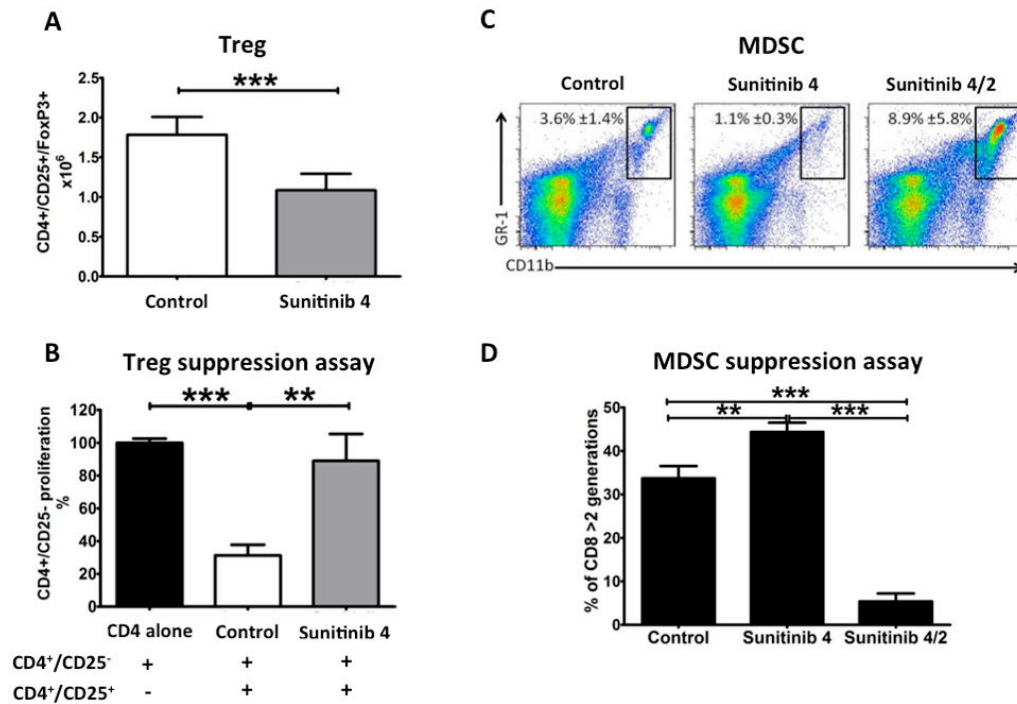 A
Treg
***
2.5
2.0
1.5
1.0
0.5
0.0
CD4+/CD25+/FoxP3+
x10⁶
Control
Sunitinib 4
B
Treg suppression assay
***
**
120
100
80
60
40
20
0
CD4+/CD25- proliferation
%
CD4 alone
Control
Sunitinib 4
CD4⁺/CD25⁻ + + +
CD4⁺/CD25⁺ - + +
C
MDSC
Control
Sunitinib 4
Sunitinib 4/2
3.6% ±1.4%
1.1% ±0.3%
8.9% ±5.8%
GR-1
CD11b
D
MDSC suppression assay
***
**
***
50
40
30
20
10
0
% of CD8 >2 generations
Control
Sunitinib 4
Sunitinib 4/2